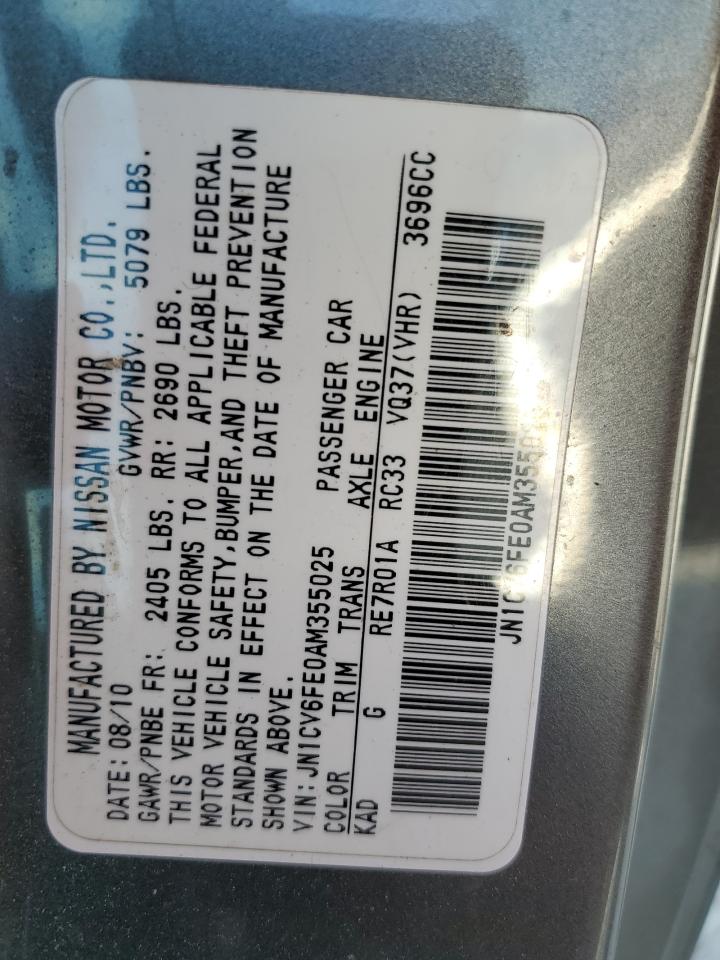 MANUFACTURED BY NISSAN MOTOR CO.,LTD.
DATE: 08/10 GVWR/PNBV: 5079 LBS.
GAWR/PNBE FR: 2405 LBS. RR: 2690 LBS.
THIS VEHICLE CONFORMS TO ALL APPLICABLE FEDERAL
MOTOR VEHICLE SAFETY,BUMPER,AND THEFT PREVENTION
STANDARDS IN EFFECT ON THE DATE OF MANUFACTURE
SHOWN ABOVE.
VIN: JN1CV6FE0AM355025 PASSENGER CAR
COLOR TRIM TRANS AXLE ENGINE
KAD G RE7R01A RC33 VQ37(VHR) 3696CC